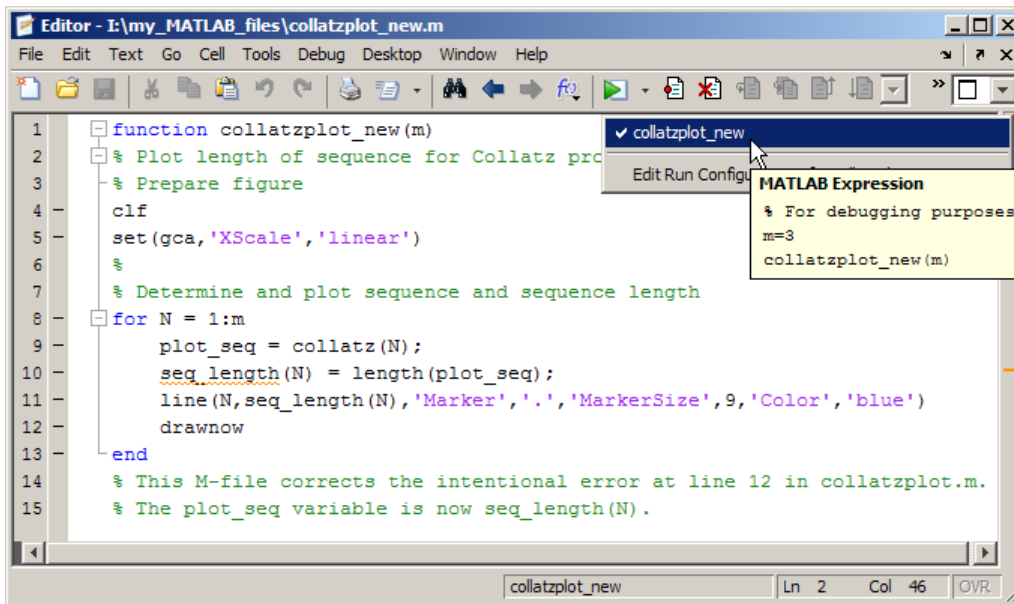 Editor - I:\my_MATLAB_files\collatzplot_new.m
File Edit Text Go Cell Tools Debug Desktop Window Help
1 function collatzplot_new(m)
✓ collatzplot_new
2 % Plot length of sequence for Collatz
Edit Run
3 % Prepare figure
MATLAB Expression
% For debugging purposes
m=3
collatzplot_new(m)
4 – clf
5 – set(gca,'XScale','linear')
6 %
7 % Determine and plot sequence and sequence length
8 – for N = 1:m
9 – plot_seq = collatz(N);
10 – seq_length(N) = length(plot_seq);
11 – line(N,seq_length(N),'Marker','.','MarkerSize',9,'Color','blue')
12 – drawnow
13 – end
14 % This M-file corrects the intentional error at line 12 in collatzplot.m.
15 % The plot_seq variable is now seq_length(N).
collatzplot_new Ln 2 Col 46 OVR